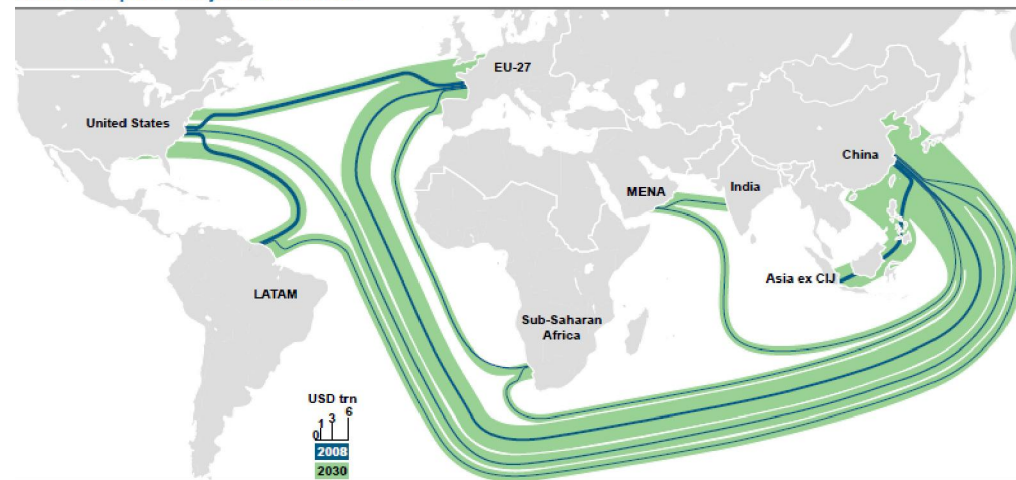 EU-27
United States
China
MENA
India
Asia ex CIJ
LATAM
Sub-Saharan
Africa
USD trn
0 1 3 6
2008
2030